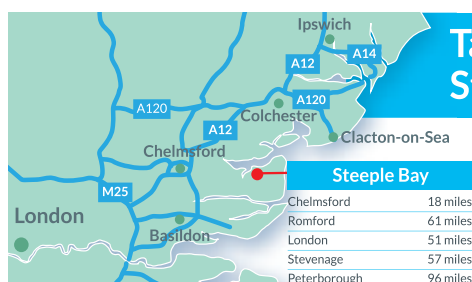 Ipswich
A14
A12
A120
A120
Colchester
A12
Clacton-on-Sea
Chelmsford
Steeple Bay
M25
Chelmsford 18 miles
London
Romford 61 miles
Basildon
London 51 miles
Stevenage 57 miles
Peterborough 96 miles